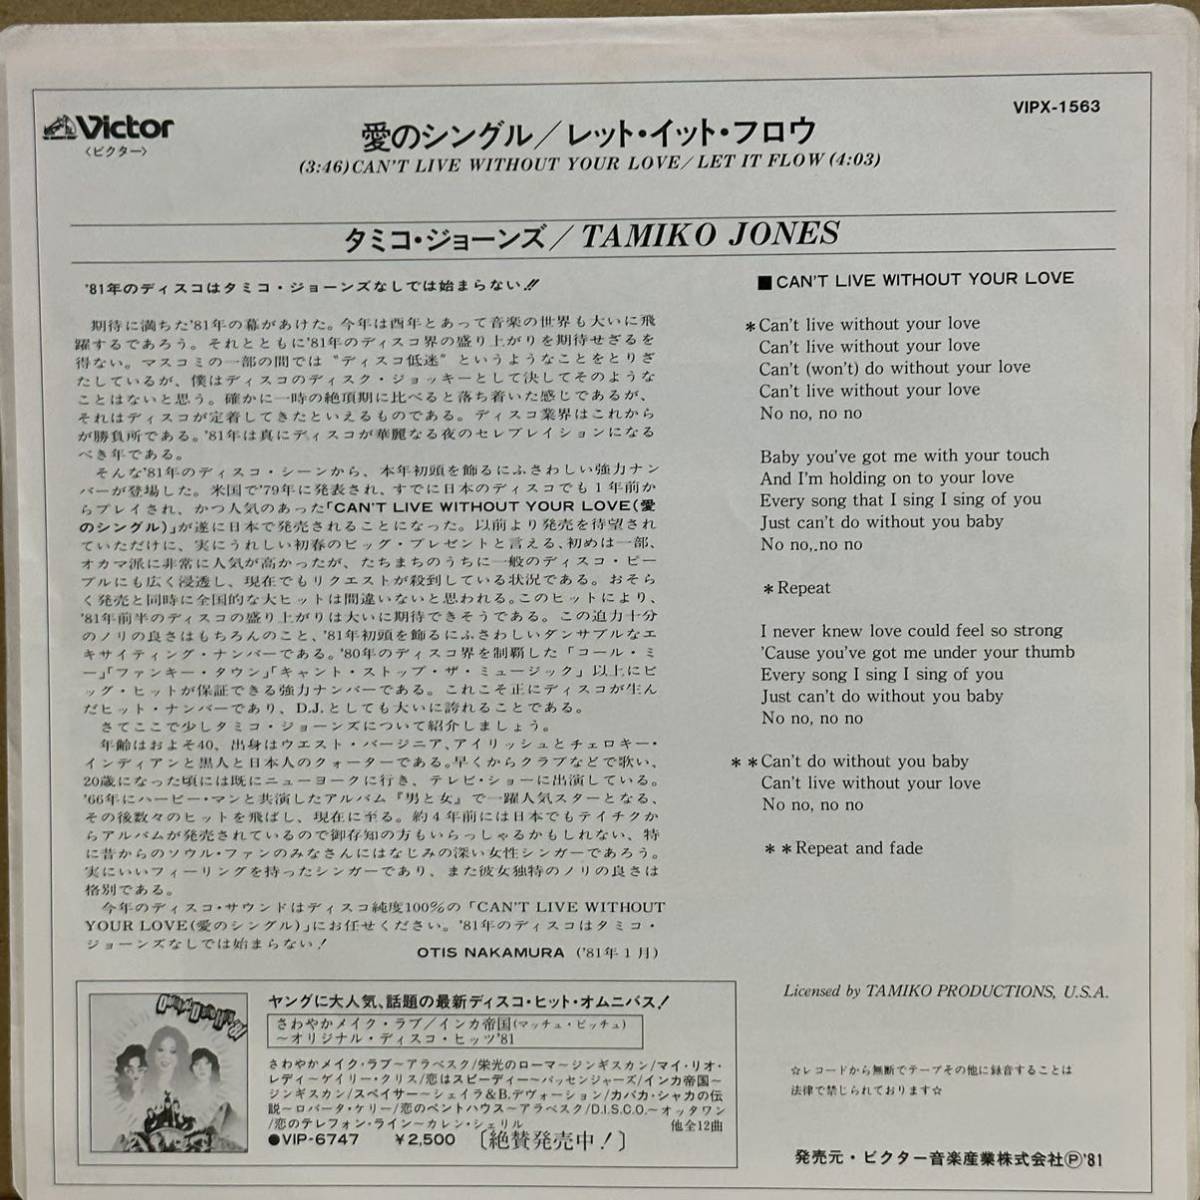 VIPX-1563
Victor
〈ビクター〉
愛のシングル/レット・イット・フロウ
(3:46)CAN'T LIVE WITHOUT YOUR LOVE/LET IT FLOW(4:03)
タミコ・ジョーンズ/TAMIKO JONES
'81年のディスコはタミコ・ジョーンズなしでは始まらない!!
期待に満ちた'81年の幕があけた。今年は酉年とあって音楽の世界も大いに飛
躍するであろう。それとともに'81年のディスコ界の盛り上がりを期待せざるを
得ない。マスコミの一部の間では〝ディスコ低迷〟というようなことをとりざ
たしているが、僕はディスコのディスク・ジョッキーとして決してそのような
ことはないと思う。確かに一時の絶頂期に比べると落ち着いた感じであるが、
それはディスコが定着してきたといえるものである。ディスコ業界はこれから
が勝負所である。'81年は真にディスコが華麗なる夜のセレブレイションになる
べき年である。
そんな'81年のディスコ・シーンから、本年初頭を飾るにふさわしい強力ナン
バーが登場した。米国で'79年に発表され、すでに日本のディスコでも1年前か
らプレイされ、かつ人気のあった「CAN'T LIVE WITHOUT YOUR LOVE(愛
のシングル)」が遂に日本で発売されることになった。以前より発売を待望され
ていただけに、実にうれしい初春のビッグ・プレゼントと言える、初めは一部、
オカマ派に非常に人気が高かったが、たちまちのうちに一般のディスコ・ピー
プルにも広く浸透し、現在でもリクエストが殺到している状況である。おそら
く発売と同時に全国的な大ヒットは間違いないと思われる。このヒットにより、
'81年前半のディスコの盛り上がりは大いに期待できそうである。この迫力十分
のノリの良さはもちろんのこと、'81年初頭を飾るにふさわしいダンサブルなエ
キサイティング・ナンバーである。'80年のディスコ界を制覇した「コール・ミ
ー」「ファンキー・タウン」「キャント・ストップ・ザ・ミュージック」以上にビ
ッグ・ヒットが保証できる強力ナンバーである。これこそ正にディスコが生ん
だヒット・ナンバーであり、D.J.としても大いに誇れることである。
さてここで少しタミコ・ジョーンズについて紹介しましょう。
年齢はおよそ40、出身はウエスト・バージニア、アイリッシュとチェロキー・
インディアンと黒人と日本人のクォーターである。早くからクラブなどで歌い、
20歳になった頃には既にニューヨークに行き、テレビ・ショーに出演している。
'66年にハービー・マンと共演したアルバム『男と女』で一躍人気スターとなる、
その後数々のヒットを飛ばし、現在に至る。約4年前には日本でもテイチクか
らアルバムが発売されているので御存知の方もいらっしゃるかもしれない、特
に昔からのソウル・ファンのみなさんにはなじみの深い女性シンガーであろう。
実にいいフィーリングを持ったシンガーであり、また彼女独特のノリの良さは
格別である。
今年のディスコ・サウンドはディスコ純度100%の「CAN'T LIVE WITHOUT
YOUR LOVE(愛のシングル)」にお任せください。'81年のディスコはタミコ・
ジョーンズなしでは始まらない!
OTIS NAKAMURA ('81年1月)
■CAN'T LIVE WITHOUT YOUR LOVE
*Can't live without your love
Can't live without your love
Can't (won't) do without your love
Can't live without your love
No no, no no
Baby you've got me with your touch
And I'm holding on to your love
Every song that I sing I sing of you
Just can't do without you baby
No no,.no no
*Repeat
I never knew love could feel so strong
'Cause you've got me under your thumb
Every song I sing I sing of you
Just can't do without you baby
No no, no no
**Can't do without you baby
Can't live without your love
No no, no no
**Repeat and fade
Licensed by TAMIKO PRODUCTIONS, U.S.A.
☆レコードから無断でテープその他に録音することは
法律で禁じられております☆
発売元・ビクター音楽産業株式会社Ⓟ'81
ヤングに大人気、話題の最新ディスコ・ヒット・オムニバス!
さわやかメイク・ラブ/インカ帝国(マッチュ・ピッチュ)
～オリジナル・ディスコ・ヒッツ'81
さわやかメイク・ラブ～アラベスク/栄光のローマ～ジンギスカン/マイ・リオ・
レディ～ゲイリー・クリス/恋はスピーディー～パッセンジャーズ/インカ帝国～
ジンギスカン/スペイサー～シェイラ&B.デヴォーション/カバカ・シャカの伝
説～ロバータ・ケリー/恋のペントハウス～アラベスク/D.I.S.C.O.～オッタワン
/恋のテレフォン・ライン～カレン・シェリル 他全12曲
●VIP-6747 ¥2,500 〔絶賛発売中!〕